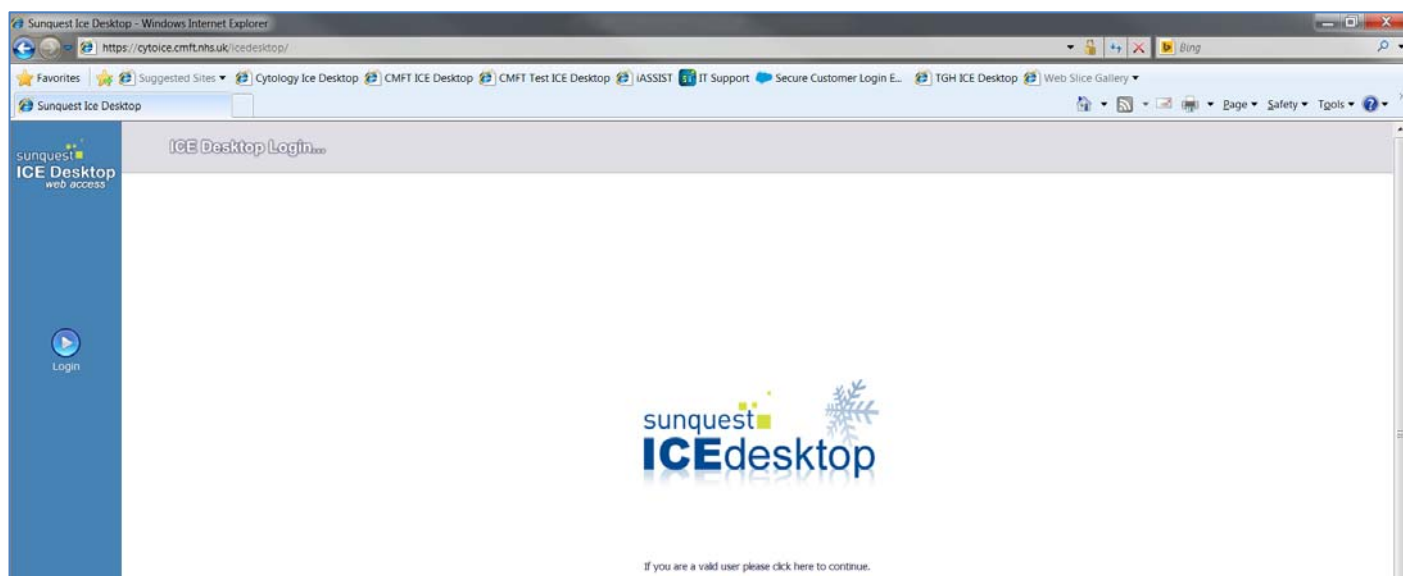 Sunquest Ice Desktop - Windows Internet Explorer
https://cytoice.cmft.nhs.uk/icedesktop/
Bing
Favorites Suggested Sites Cytology Ice Desktop CMFT ICE Desktop CMFT Test ICE Desktop iASSIST IT Support Secure Customer Login E... TGH ICE Desktop Web Slice Gallery
Sunquest Ice Desktop
Page Safety Tools
sunquest
ICE Desktop
web access
ICE Desktop Login...
Login
sunquest
ICEdesktop
If you are a valid user please click here to continue.